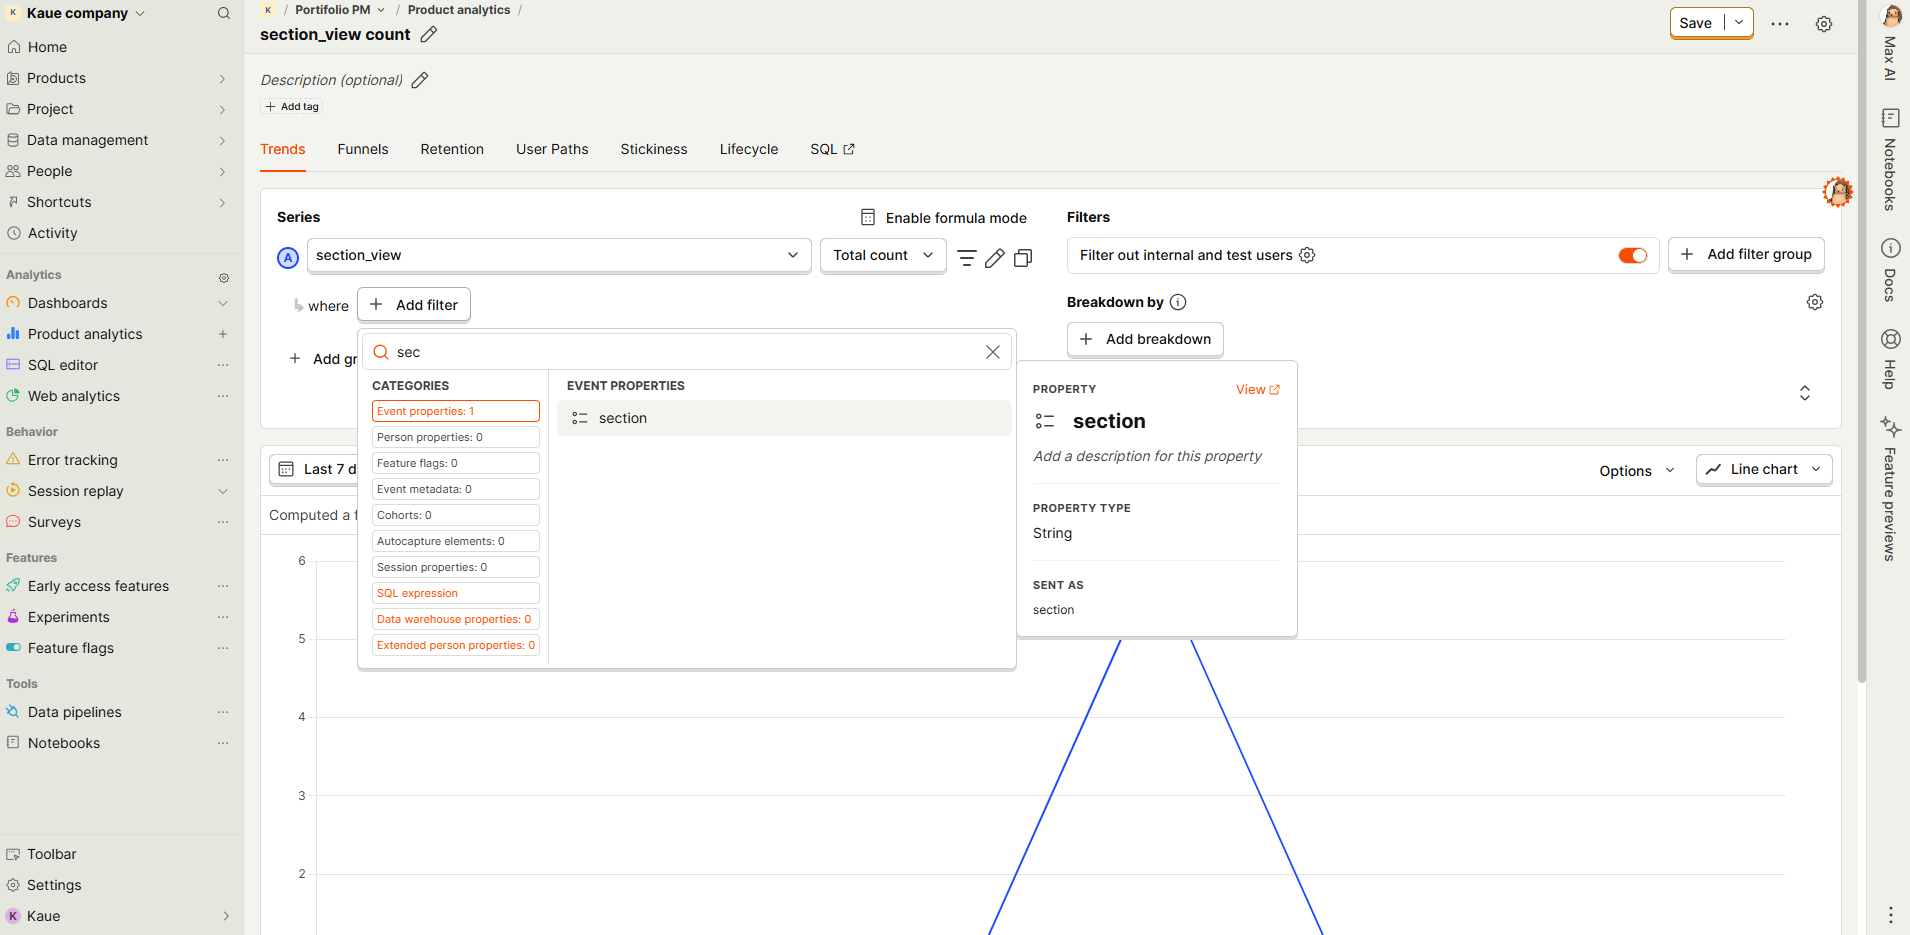 K Kaue company
Home
Products
Project
Data management
People
Shortcuts
Activity
Analytics
Dashboards
Product analytics
SQL editor
Web analytics
Behavior
Error tracking
Session replay
Surveys
Features
Early access features
Experiments
Feature flags
Tools
Data pipelines
Notebooks
Toolbar
Settings
K Kaue
K / Portifolio PM / Product analytics /
section_view count
Save
Description (optional)
Add tag
Trends Funnels Retention User Paths Stickiness Lifecycle SQL
Series
Enable formula mode
A section_view Total count
where Add filter
Add gr
sec
CATEGORIES
Event properties: 1
Person properties: 0
Feature flags: 0
Event metadata: 0
Cohorts: 0
Autocapture elements: 0
Session properties: 0
SQL expression
Data warehouse properties: 0
Extended person properties: 0
EVENT PROPERTIES
section
Filters
Filter out internal and test users
Add filter group
Breakdown by
Add breakdown
PROPERTY View
section
Add a description for this property
PROPERTY TYPE
String
SENT AS
section
Last 7 d
Options
Line chart
Computed a f
6
5
4
3
2
Max AI
Notebooks
Docs
Help
Feature previews